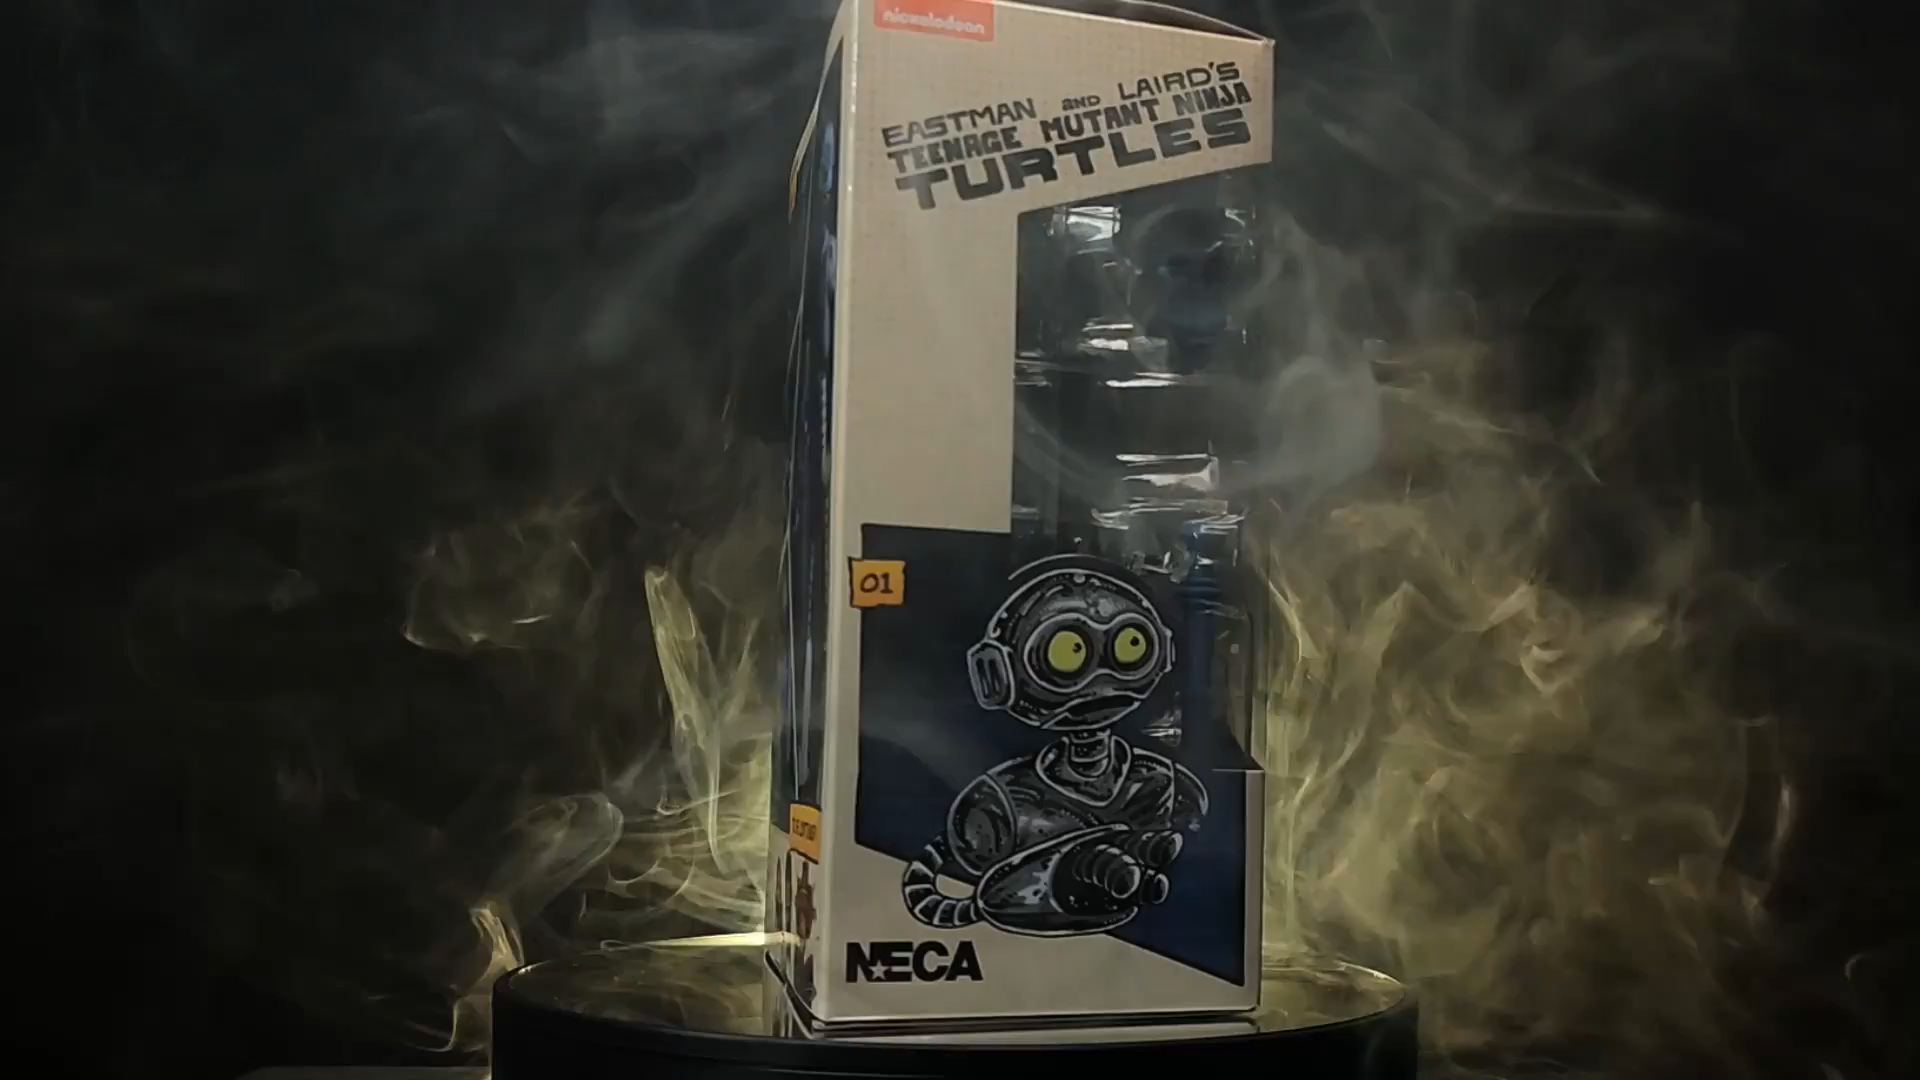 nickelodeon
EASTMAN AND LAIRD'S
TEENAGE MUTANT NINJA
TURTLES
01
NECA